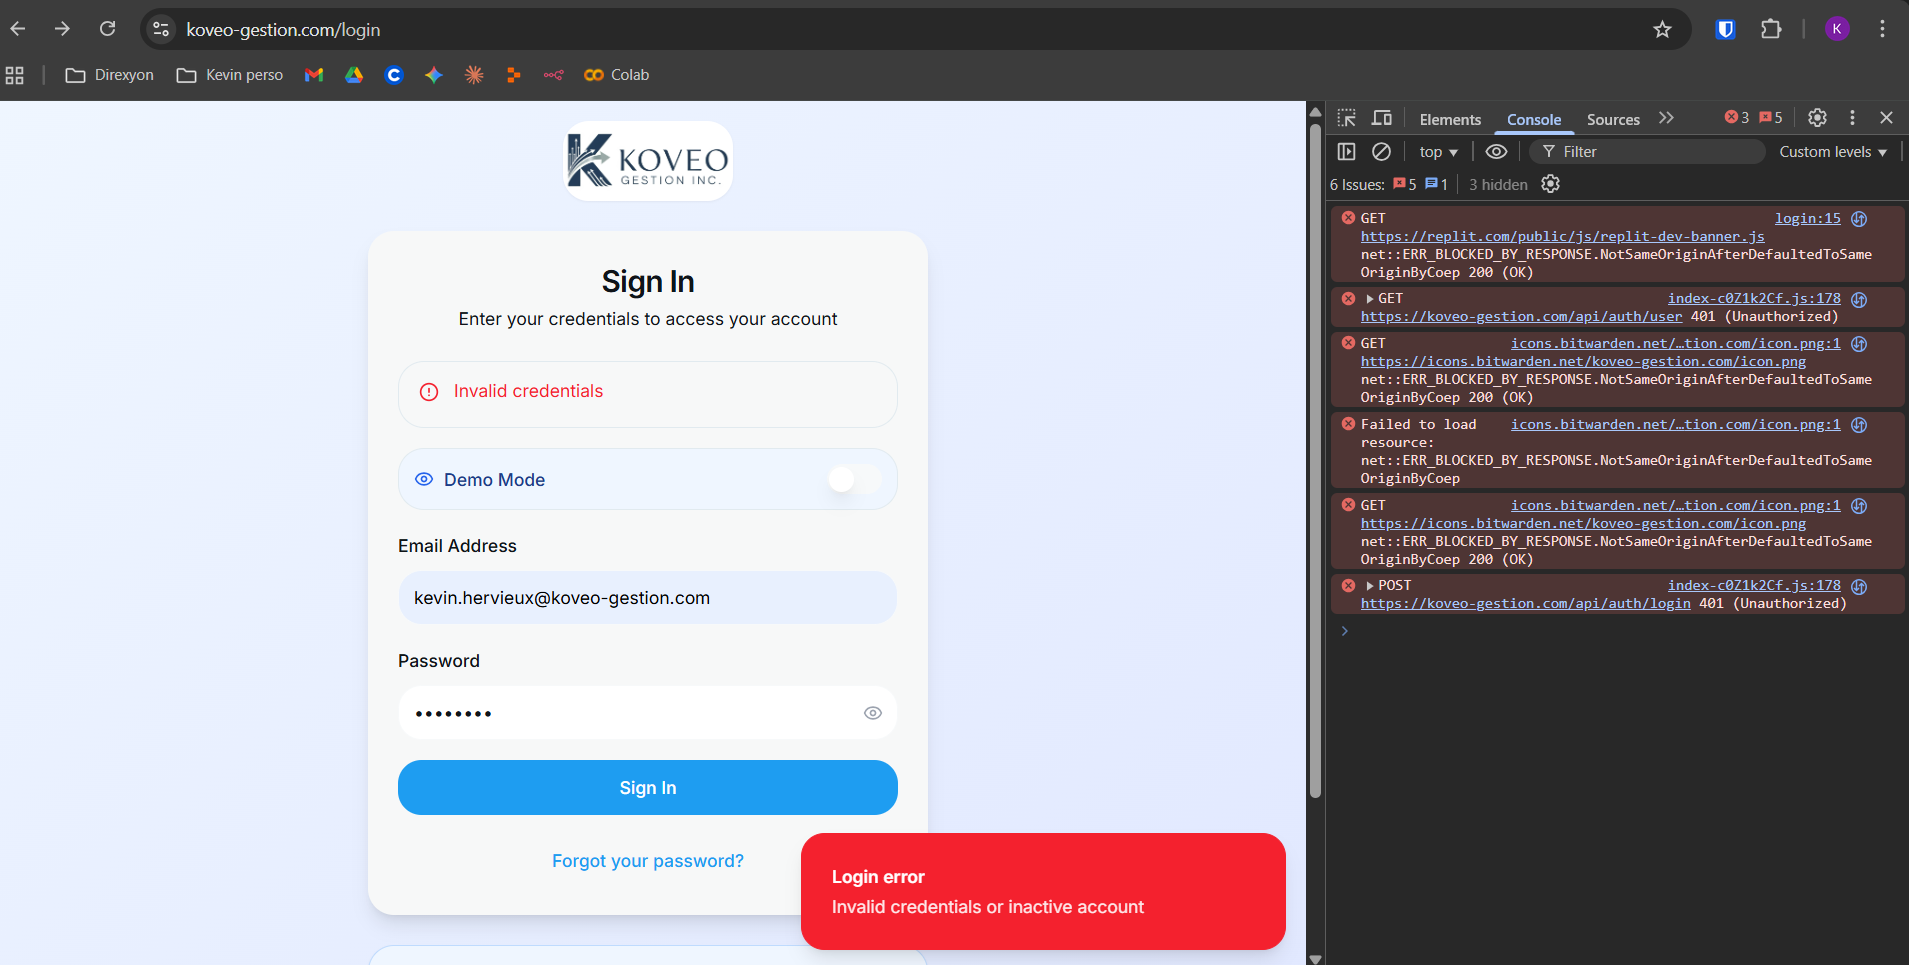 koveo-gestion.com/login
K
Direxyon
Kevin perso
Colab
KOVEO
GESTION INC.
Sign In
Enter your credentials to access your account
Invalid credentials
Demo Mode
Email Address
kevin.hervieux@koveo-gestion.com
Password
••••••••
Sign In
Forgot your password?
Login error
Invalid credentials or inactive account
Elements Console Sources 3 5
top Filter Custom levels
6 Issues: 5 1 3 hidden
GET login:15
https://replit.com/public/js/replit-dev-banner.js
net::ERR_BLOCKED_BY_RESPONSE.NotSameOriginAfterDefaultedToSame
OriginByCoep 200 (OK)
GET index-c0Z1k2Cf.js:178
https://koveo-gestion.com/api/auth/user 401 (Unauthorized)
GET icons.bitwarden.net/…tion.com/icon.png:1
https://icons.bitwarden.net/koveo-gestion.com/icon.png
net::ERR_BLOCKED_BY_RESPONSE.NotSameOriginAfterDefaultedToSame
OriginByCoep 200 (OK)
Failed to load icons.bitwarden.net/…tion.com/icon.png:1
resource:
net::ERR_BLOCKED_BY_RESPONSE.NotSameOriginAfterDefaultedToSame
OriginByCoep
GET icons.bitwarden.net/…tion.com/icon.png:1
https://icons.bitwarden.net/koveo-gestion.com/icon.png
net::ERR_BLOCKED_BY_RESPONSE.NotSameOriginAfterDefaultedToSame
OriginByCoep 200 (OK)
POST index-c0Z1k2Cf.js:178
https://koveo-gestion.com/api/auth/login 401 (Unauthorized)